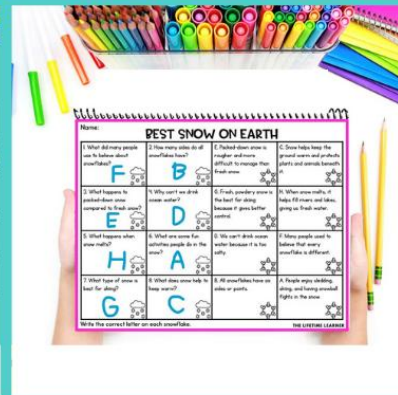 Name:
BEST SNOW ON EARTH
1. What did many people
use to believe about
snowflakes?
F
2. How many sides do all
snowflakes have?
B
E. Packed-down snow is
rougher and more
difficult to manage than
fresh snow.
C. Snow helps keep the
ground warm and protects
plants and animals beneath
it.
3. What happens to
packed-down snow
compared to fresh snow?
E
4. Why can't we drink
ocean water?
D
G. Fresh, powdery snow is
the best for skiing
because it gives better
control.
H. When snow melts, it
helps fill rivers and lakes,
giving us fresh water.
5. What happens when
snow melts?
H
6. What are some fun
activities people do in the
snow?
A
D. We can't drink ocean
water because it is too
salty.
F. Many people used to
believe that every
snowflake is different.
7. What type of snow is
best for skiing?
G
8. What does snow help to
keep warm?
C
B. All snowflakes have six
sides or points.
A. People enjoy sledding,
skiing, and having snowball
fights in the snow.
Write the correct letter on each snowflake.
THE LIFETIME LEARNER